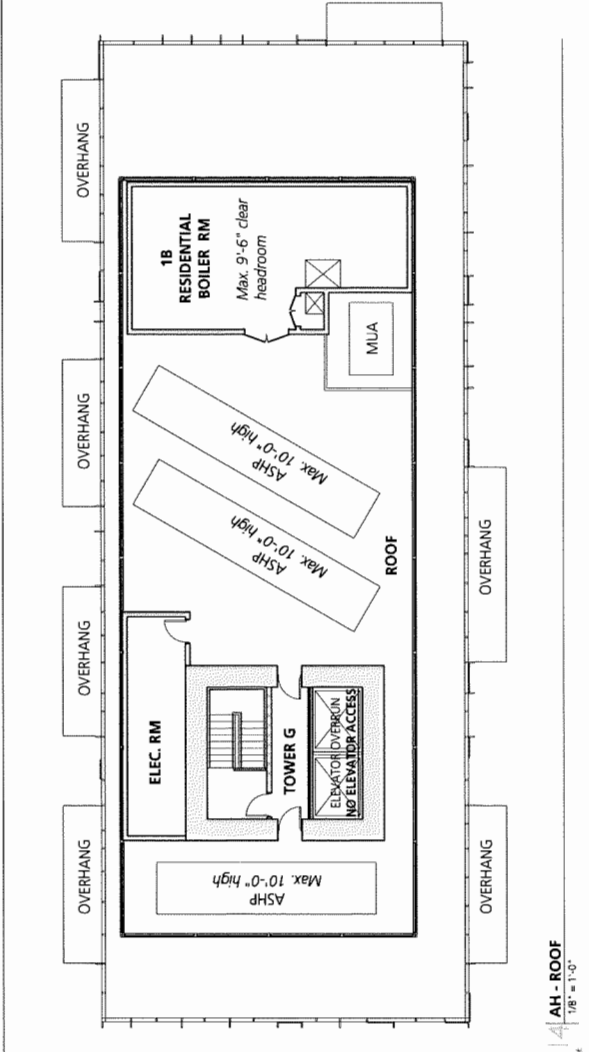 OVERHANG
1B
RESIDENTIAL
BOILER RM
Max. 9'-6" clear
headroom
MUA
OVERHANG
ASHP
Max. 10'-0" high
ASHP
Max. 10'-0" high
ROOF
OVERHANG
OVERHANG
ELEC. RM
TOWER G
ELEVATOR OVERRUN
NO ELEVATOR ACCESS
OVERHANG
ASHP
Max. 10'-0" high
OVERHANG
4
AH - ROOF
1/8" = 1'-0"